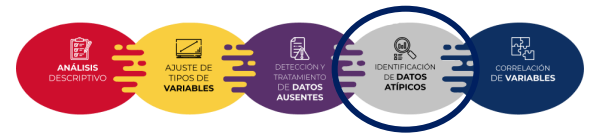 ANÁLISIS
DESCRIPTIVO
AJUSTE DE
TIPOS DE
VARIABLES
DETECCIÓN Y
TRATAMIENTO
DE DATOS
AUSENTES
IDENTIFICACIÓN
DE DATOS
ATÍPICOS
CORRELACIÓN
DE VARIABLES